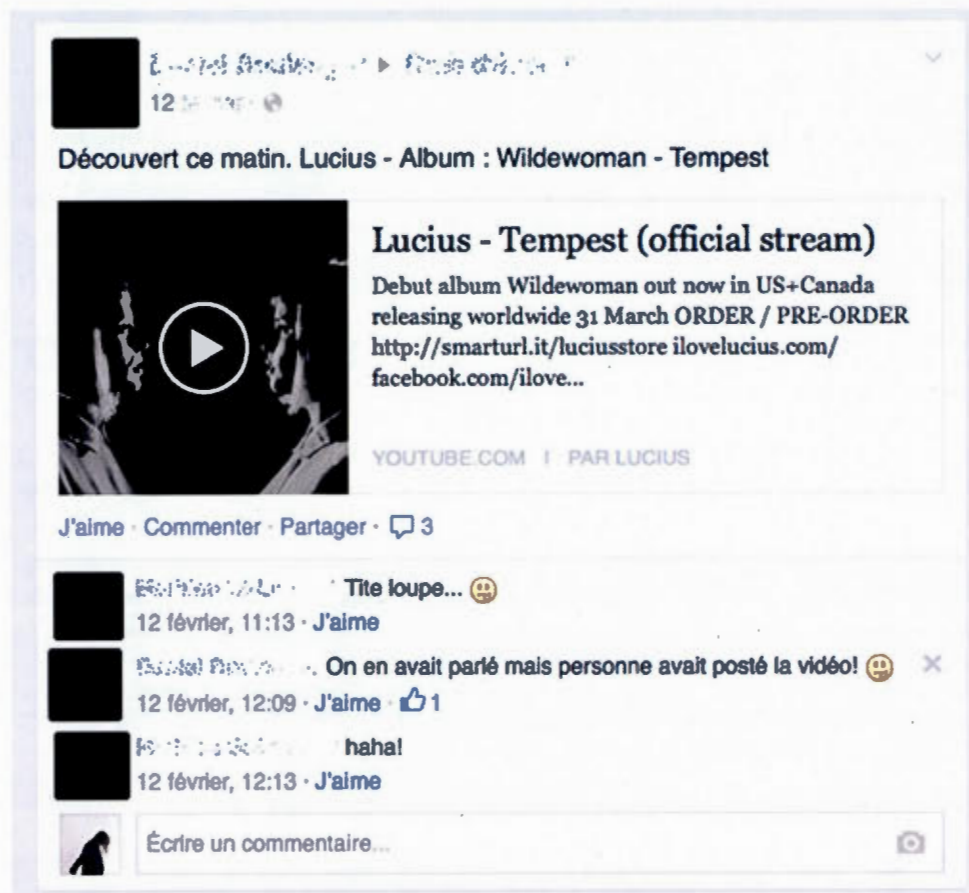 12
Découvert ce matin. Lucius - Album : Wildewoman - Tempest
Lucius - Tempest (official stream)
Debut album Wildewoman out now in US+Canada
releasing worldwide 31 March ORDER / PRE-ORDER
http://smarturl.it/luciusstore ilovelucius.com/
facebook.com/ilove...
YOUTUBE.COM | PAR LUCIUS
J'aime · Commenter · Partager · 3
Tite loupe...
12 février, 11:13 · J'aime
On en avait parlé mais personne avait posté la vidéo!
12 février, 12:09 · J'aime · 1
haha!
12 février, 12:13 · J'aime
Écrire un commentaire...